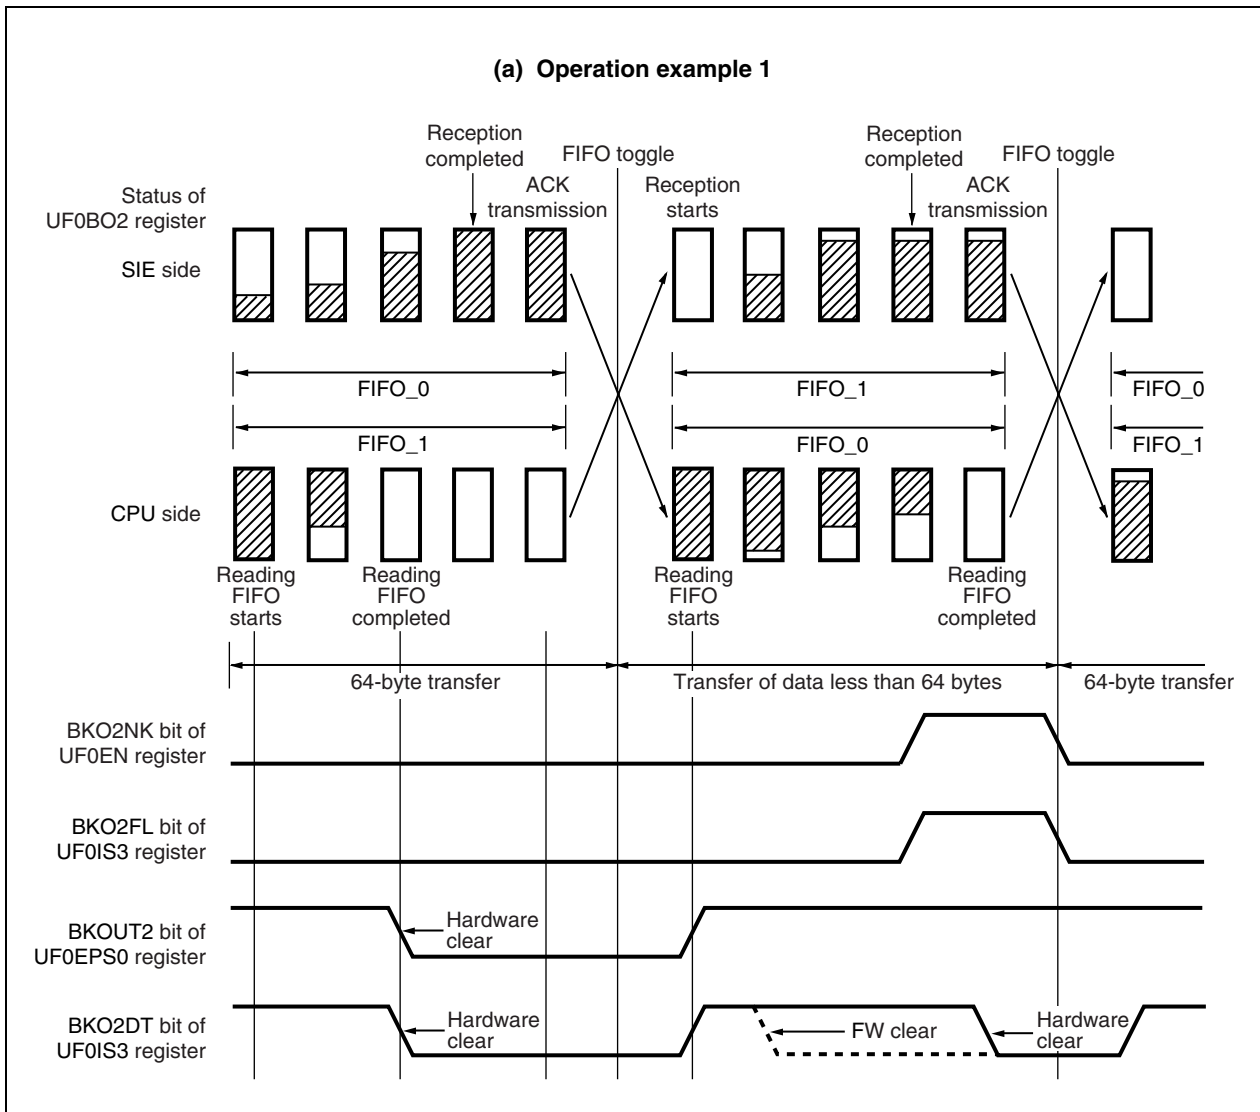 (a) Operation example 1
Reception
completed
FIFO toggle
Reception
completed
FIFO toggle
Status of
UF0BO2 register
ACK
transmission
Reception
starts
ACK
transmission
SIE side
FIFO_0
FIFO_1
FIFO_0
FIFO_1
FIFO_0
FIFO_1
CPU side
Reading
FIFO
starts
Reading
FIFO
completed
Reading
FIFO
starts
Reading
FIFO
completed
64-byte transfer
Transfer of data less than 64 bytes
64-byte transfer
BKO2NK bit of
UF0EN register
BKO2FL bit of
UF0IS3 register
BKOUT2 bit of
UF0EPS0 register
Hardware
clear
BKO2DT bit of
UF0IS3 register
Hardware
clear
FW clear
Hardware
clear